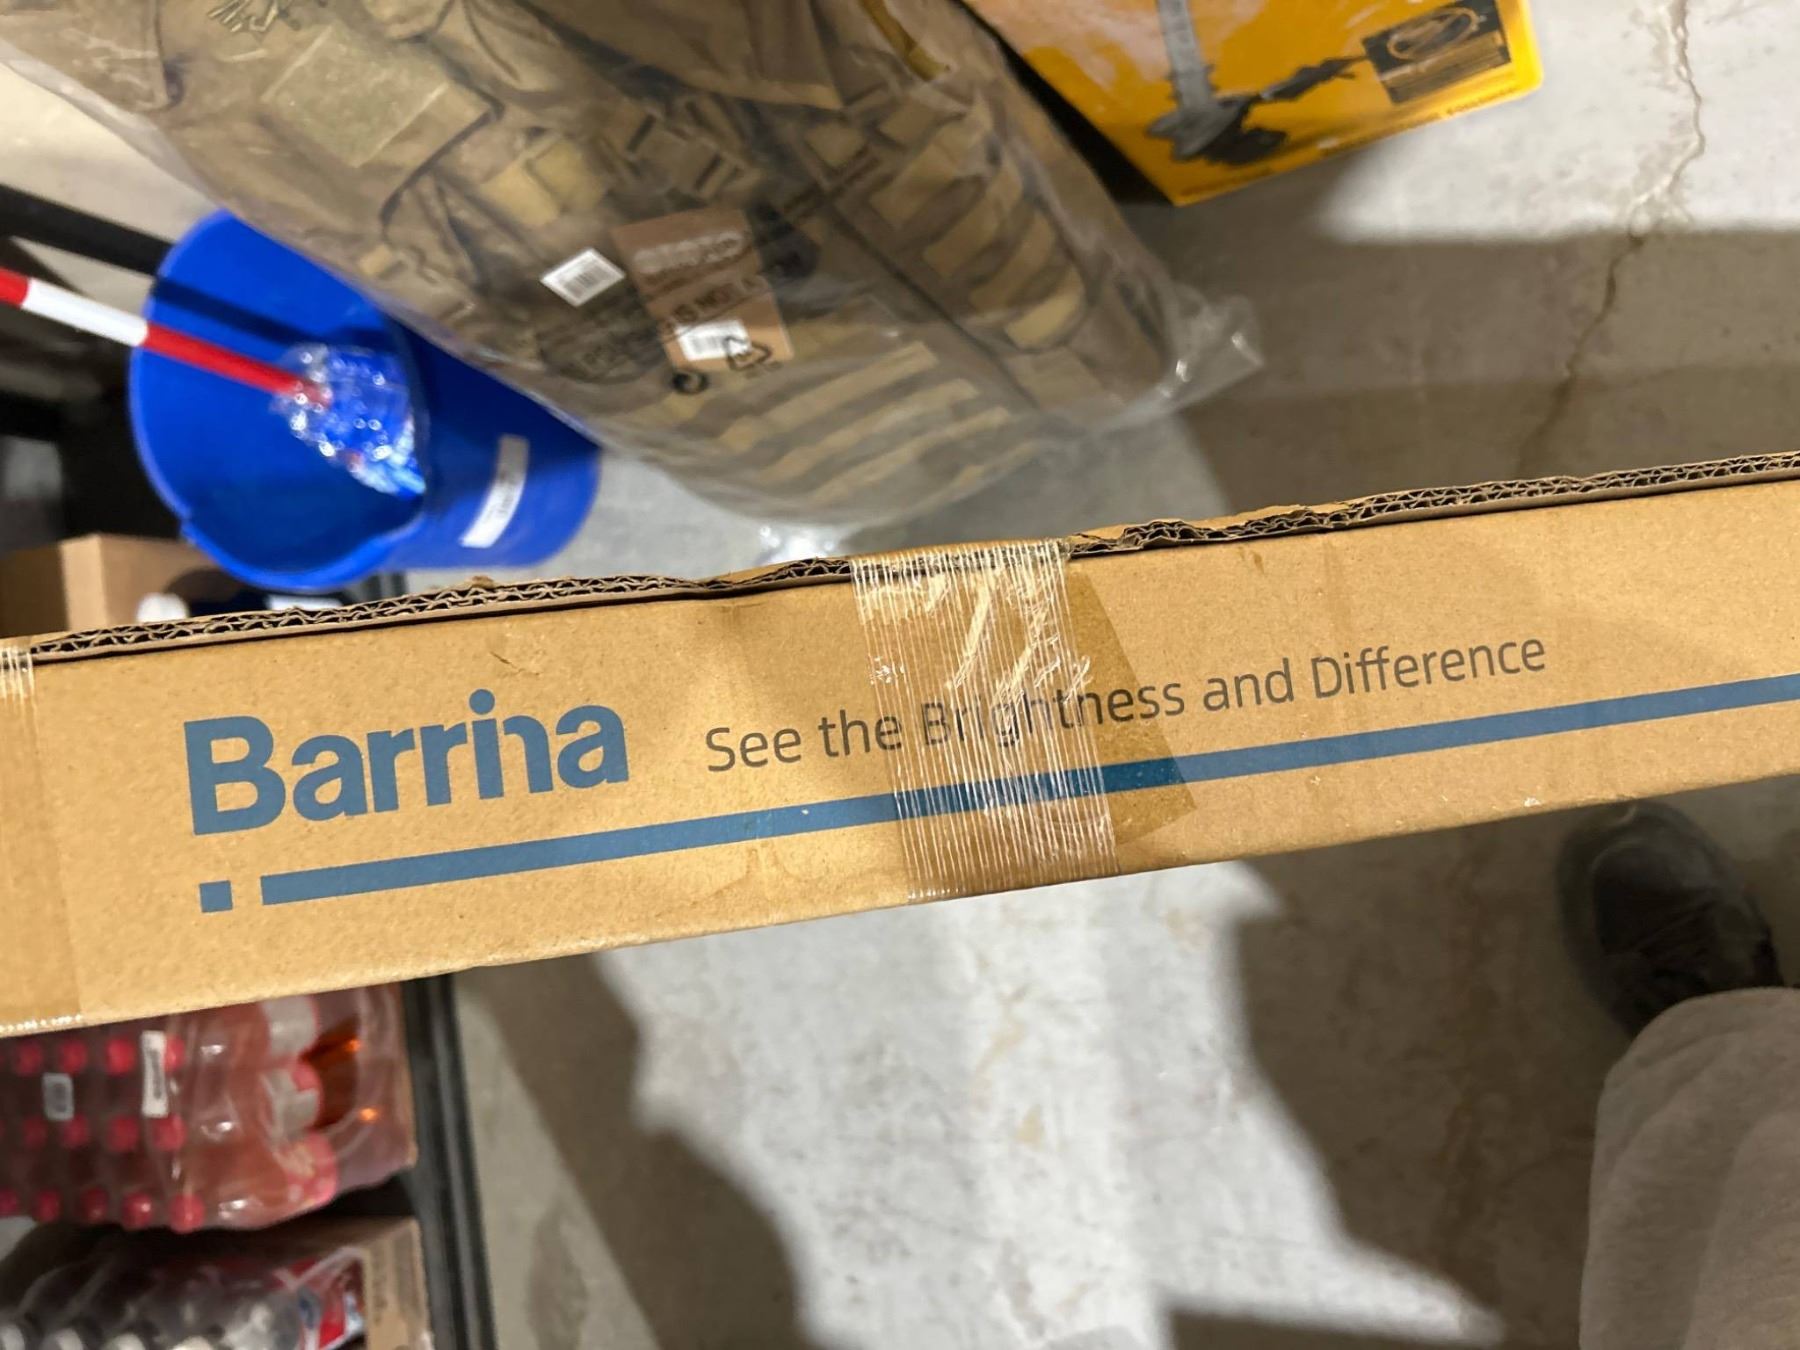 Barrina See the Brightness and Difference